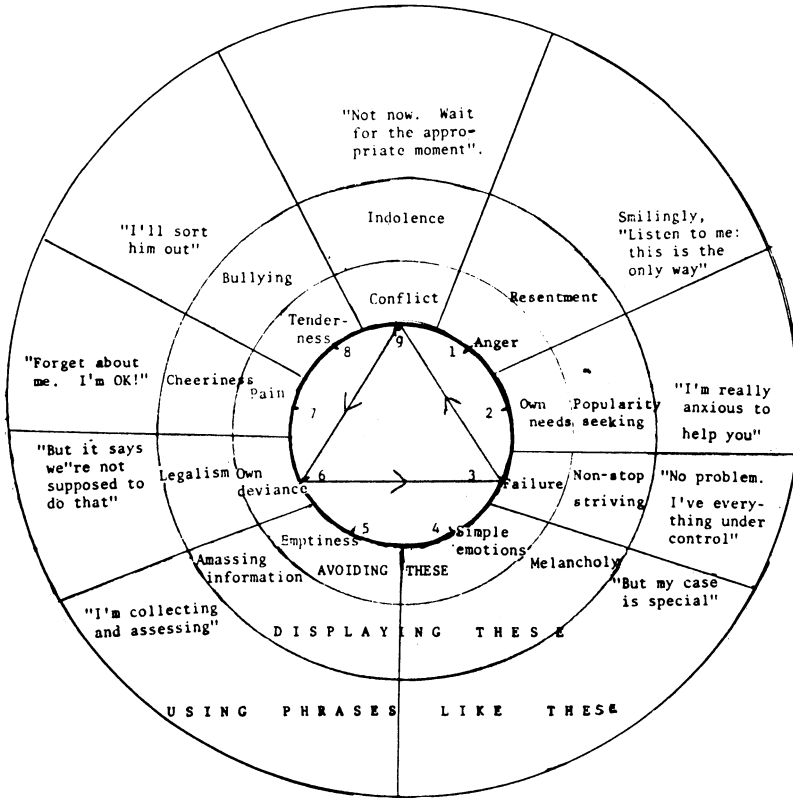 "Not now. Wait
for the appro-
priate moment".
Indolence
Conflict
9
Smilingly,
"Listen to me:
this is the
only way"
Resentment
Anger
1
"I'm really
anxious to
help you"
Popularity
seeking
Own
needs
2
"No problem.
I've every-
thing under
control"
Non-stop
striving
Failure
3
"But my case
is special"
Melancholy
Simple
emotions
4
"I'm collecting
and assessing"
Amassing
information
Emptiness
5
"But it says
we"re not
supposed to
do that"
Legalism
Own
deviance
6
"Forget about
me. I'm OK!"
Cheeriness
Pain
7
"I'll sort
him out"
Bullying
Tender-
ness
8
AVOIDING THESE
DISPLAYING THESE
USING PHRASES LIKE THESE